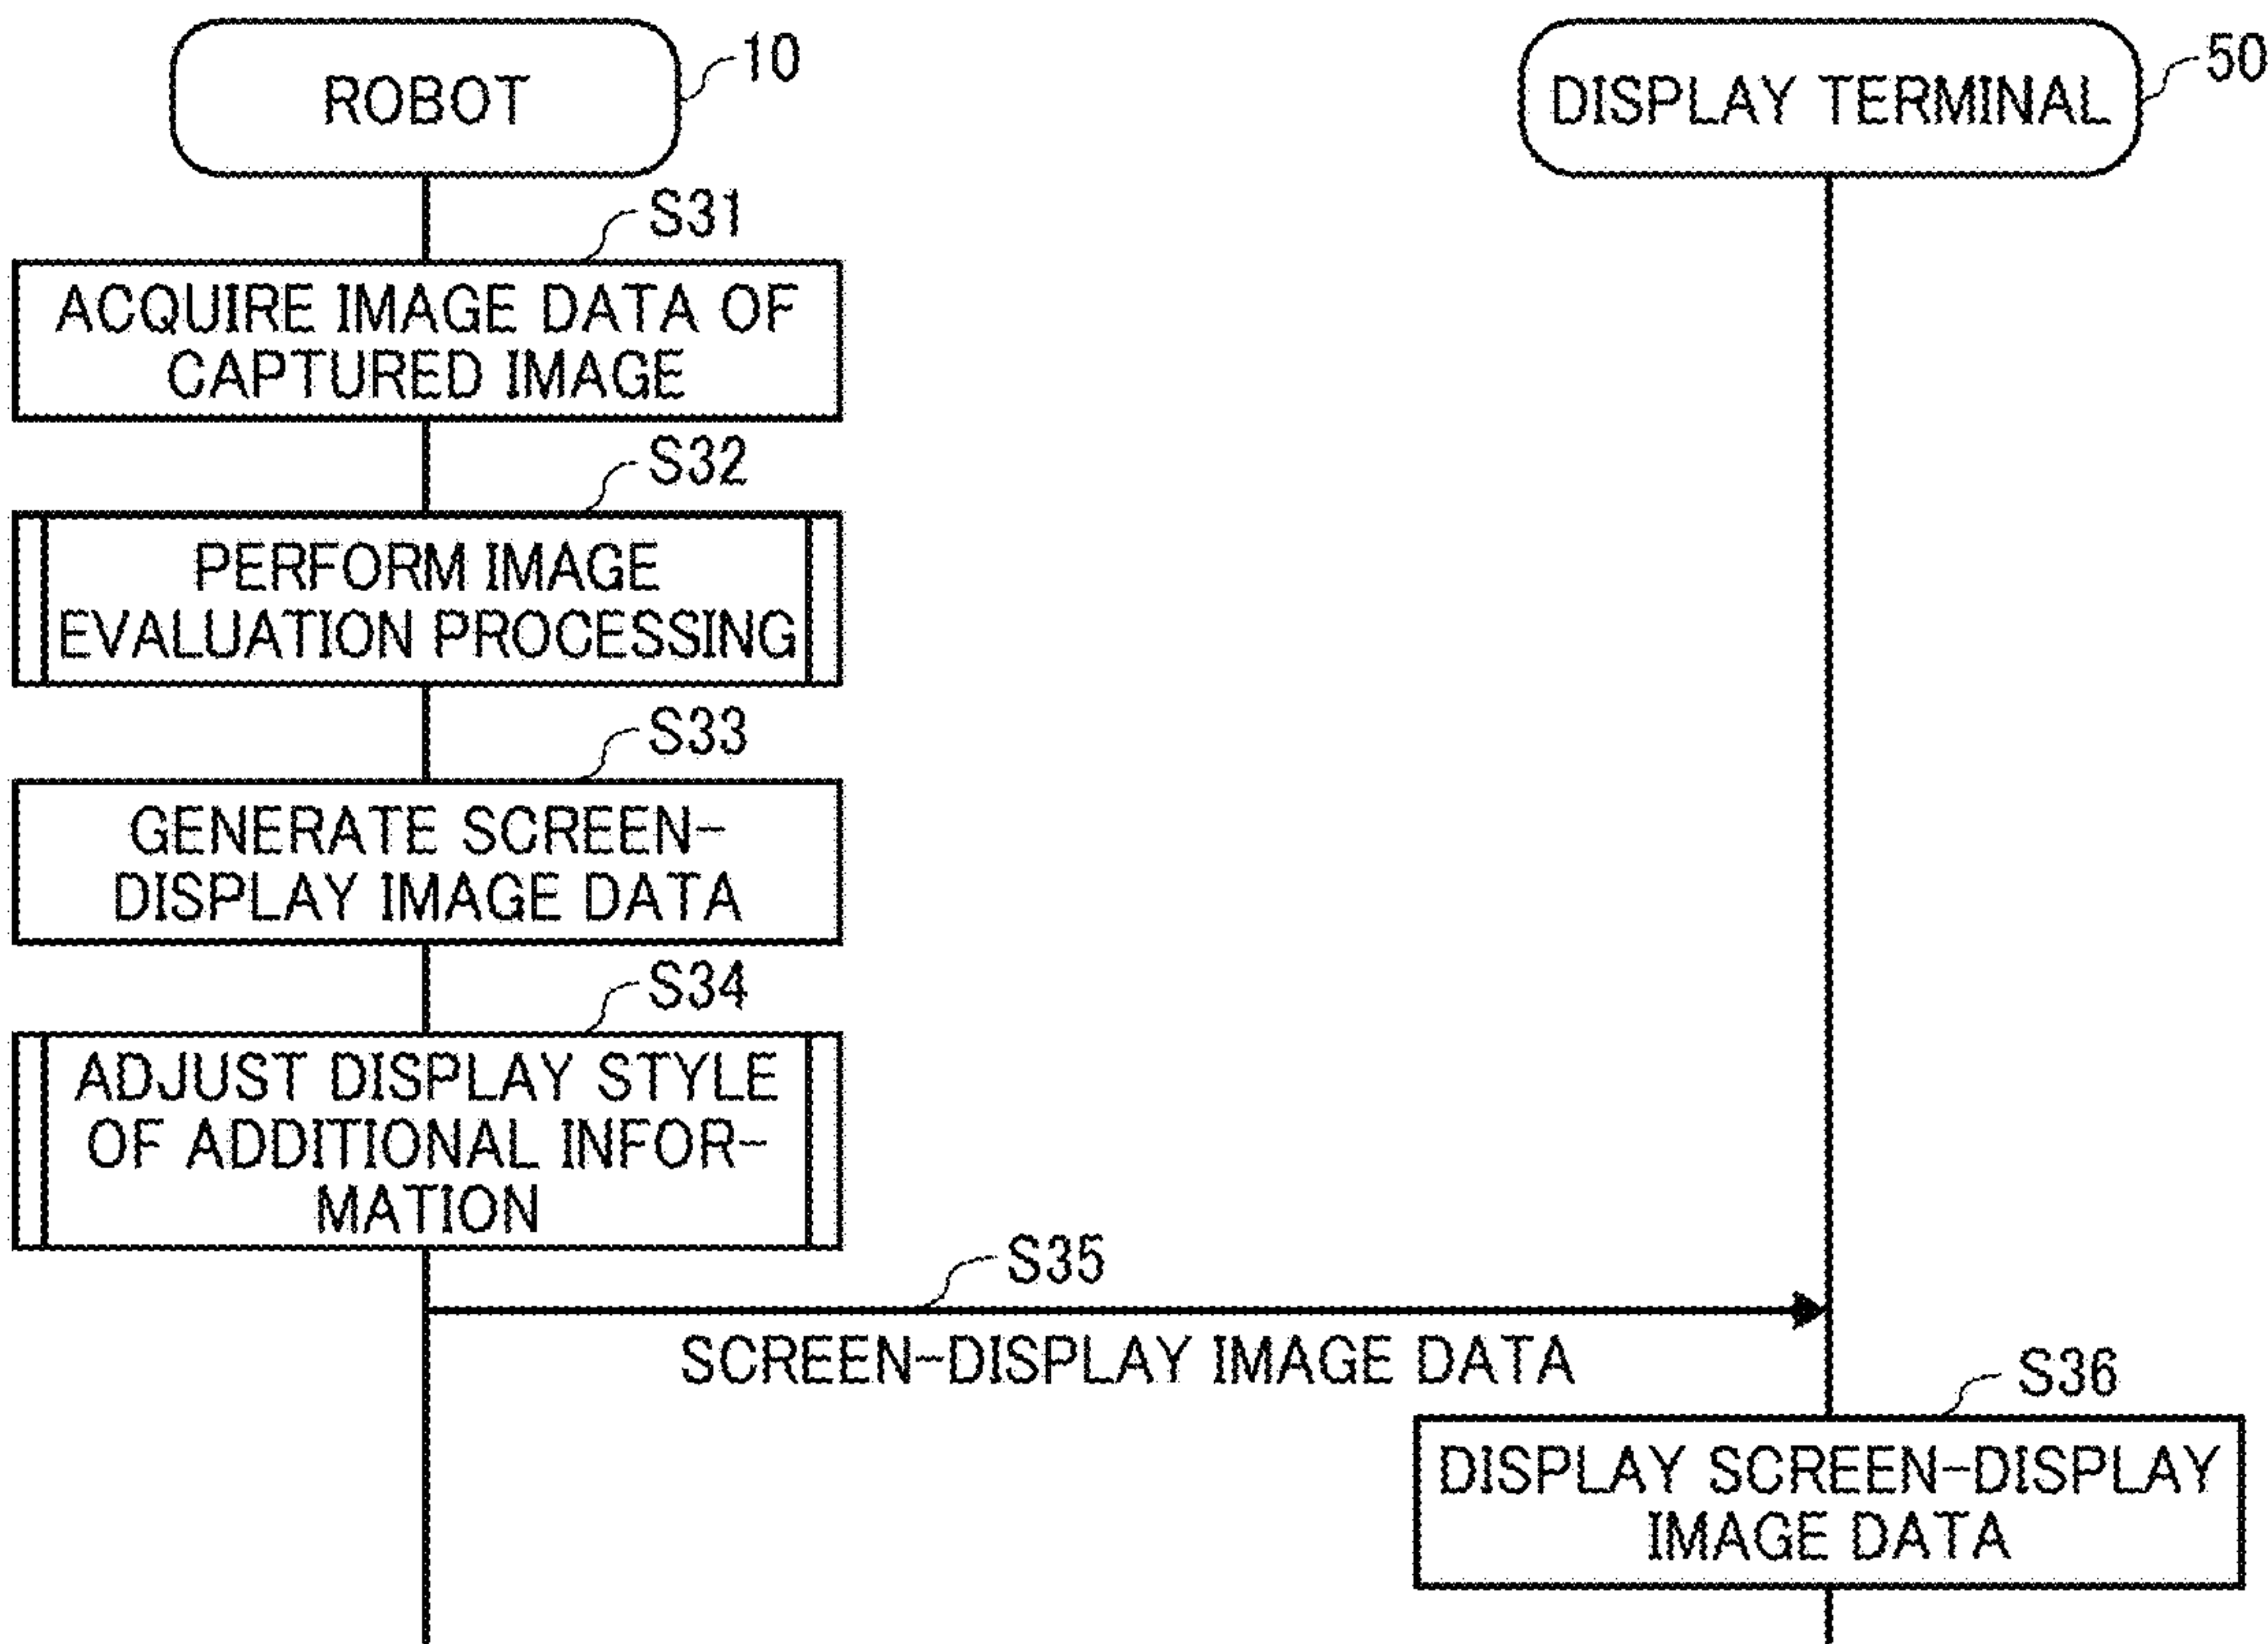 ROBOT
10
DISPLAY TERMINAL
50
S31
ACQUIRE IMAGE DATA OF
CAPTURED IMAGE
S32
PERFORM IMAGE
EVALUATION PROCESSING
S33
GENERATE SCREEN-
DISPLAY IMAGE DATA
S34
ADJUST DISPLAY STYLE
OF ADDITIONAL INFOR-
MATION
S35
SCREEN-DISPLAY IMAGE DATA
S36
DISPLAY SCREEN-DISPLAY
IMAGE DATA